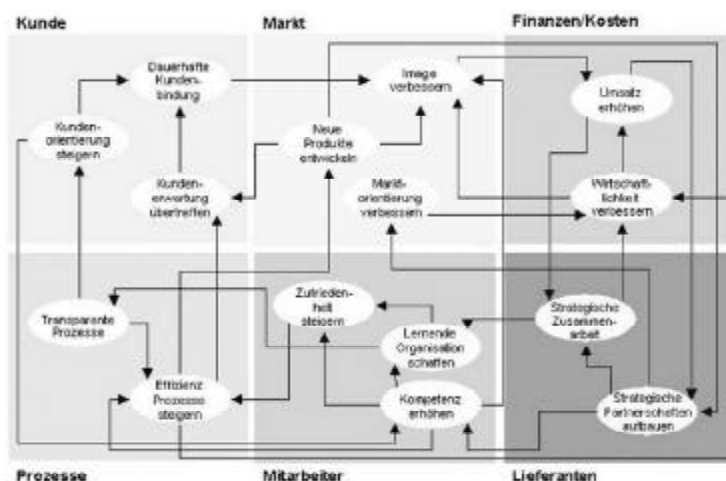 Kunde
Markt
Finanzen/Kosten
Dauerhafte
Kunden-
bindung
Image
verbessern
Umsatz
erhöhen
Kunden-
orientierung
steigern
Neue
Produkte
entwickeln
Kunden-
erwartung
übertreffen
Markt-
orientierung
verbessern
Wirtschaft-
lichkeit
verbessern
Transparente
Prozesse
Zufrieden-
heit
steigern
Lernende
Organisation
schaffen
Strategische
Zusammen-
arbeit
Effizienz
Prozesse
steigern
Kompetenz
erhöhen
Strategische
Partnerschaften
aufbauen
Prozesse
Mitarbeiter
Lieferanten